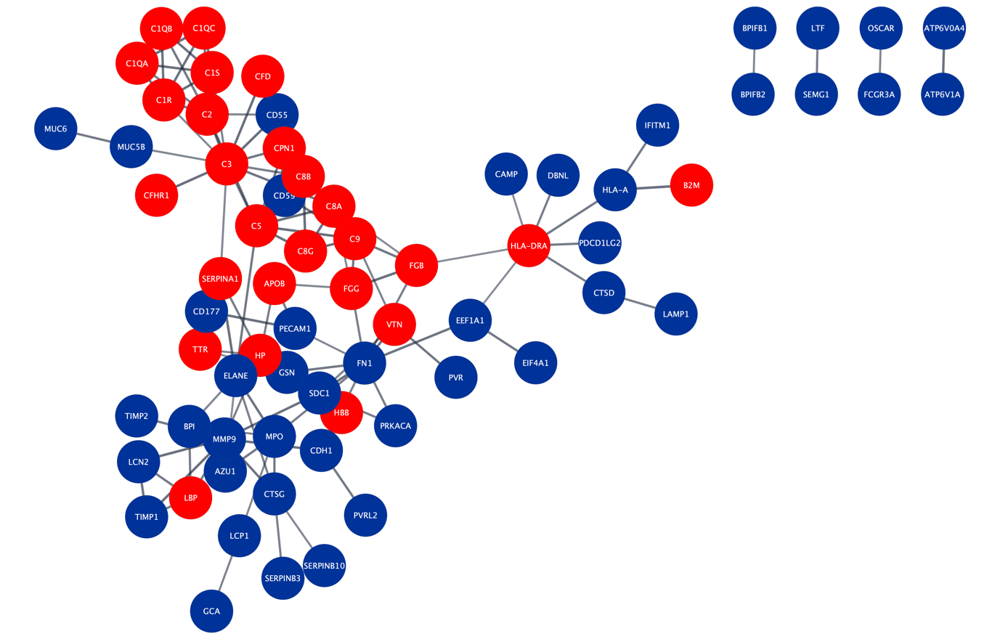 C1QB
C1QC
BPIFB1
LTF
OSCAR
ATP6V0A4
C1QA
C1S
CFD
C1R
BPIFB2
SEMG1
FCGR3A
ATP6V1A
C2
CD55
IFITM1
MUC6
MUC5B
CPN1
C3
C8B
CAMP
DBNL
HLA-A
B2M
CFHR1
CD59
C8A
C5
C9
C8G
HLA-DRA
PDCD1LG2
FGB
SERPINA1
APOB
FGG
CTSD
CD177
PECAM1
VTN
EEF1A1
LAMP1
TTR
HP
FN1
EIF4A1
ELANE
GSN
PVR
SDC1
HBB
TIMP2
BPI
PRKACA
MMP9
MPO
CDH1
LCN2
AZU1
LBP
CTSG
TIMP1
PVRL2
LCP1
SERPINB10
SERPINB3
GCA